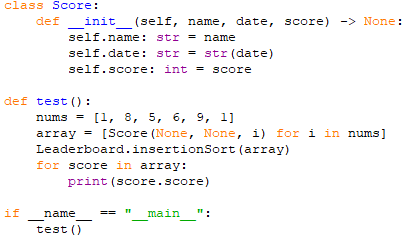 class Score:
    def __init__(self, name, date, score) -> None:
        self.name: str = name
        self.date: str = str(date)
        self.score: int = score

def test():
    nums = [1, 8, 5, 6, 9, 1]
    array = [Score(None, None, i) for i in nums]
    Leaderboard.insertionSort(array)
    for score in array:
        print(score.score)

if __name__ == "__main__":
    test()